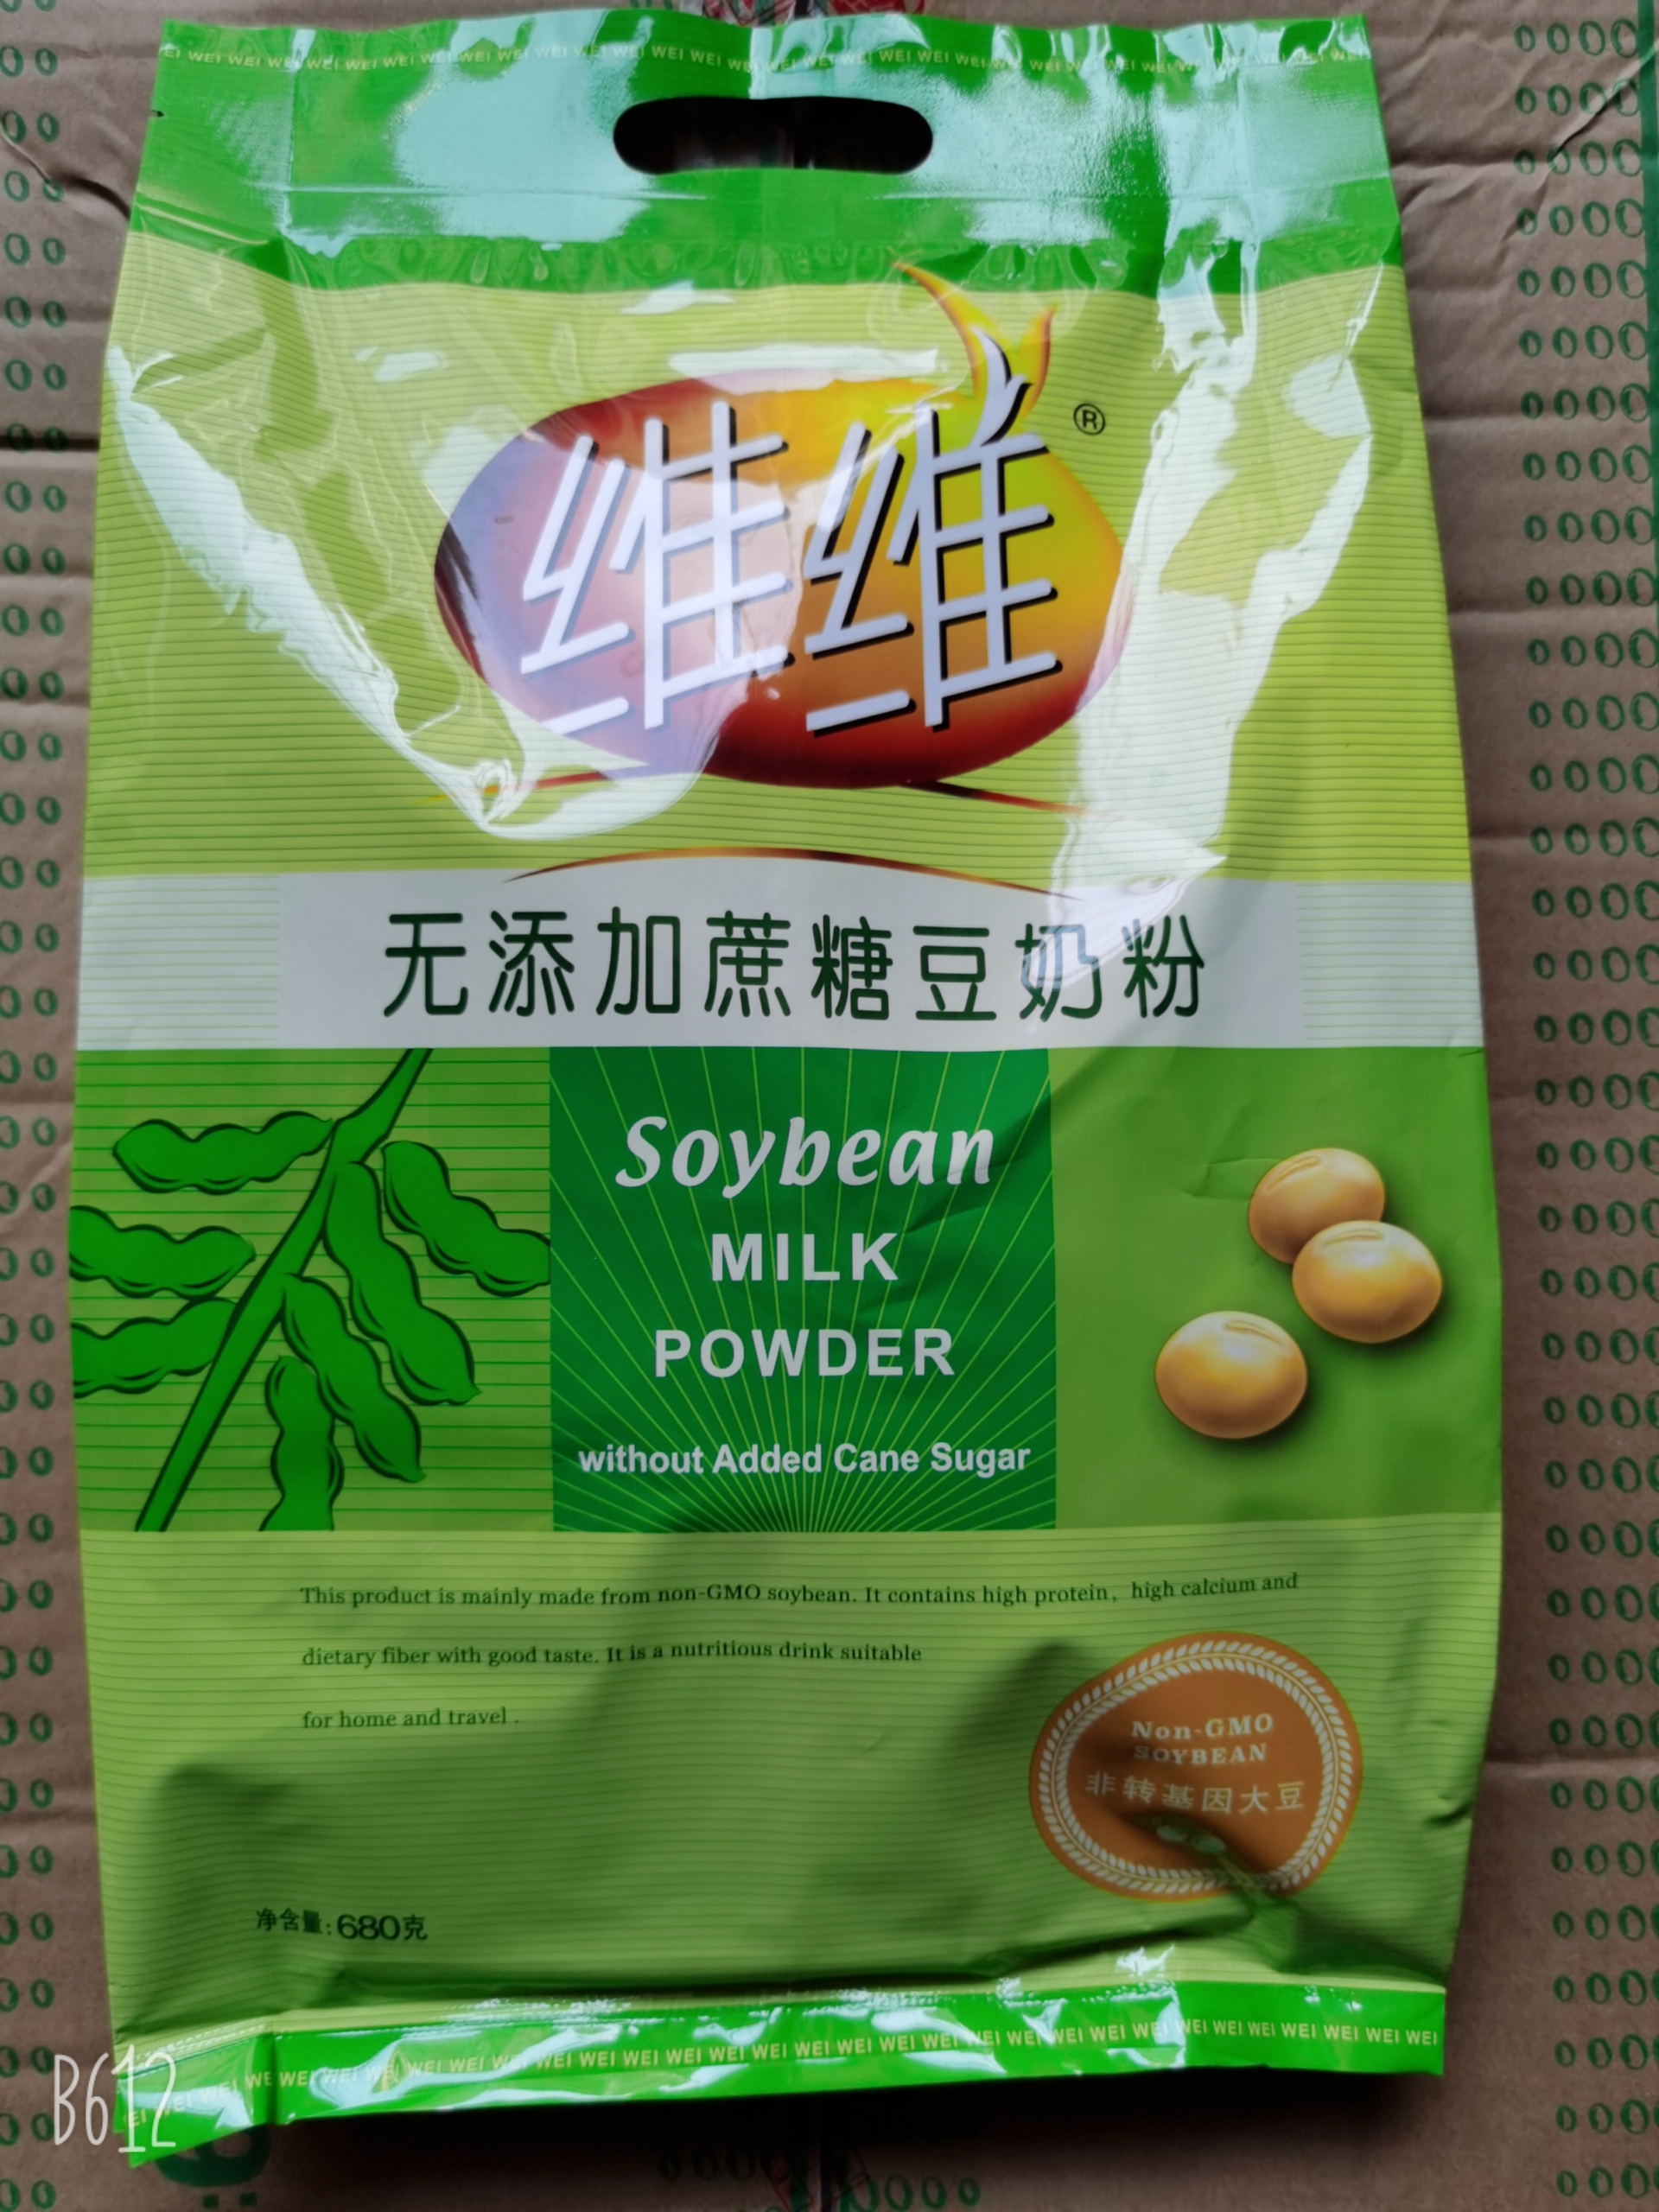 WEI WEI WEI WEI WEI WEI WEI WEI WEI WEI WEI WEI WEI WEI WEI WEI WEI WEI
维维®
无添加蔗糖豆奶粉
Soybean
MILK
POWDER
without Added Cane Sugar
This product is mainly made from non-GMO soybean. It contains high protein, high calcium and
dietary fiber with good taste. It is a nutritious drink suitable
for home and travel .
Non-GMO
SOYBEAN
非转基因大豆
净含量:680克
WEI WEI WEI WEI WEI WEI WEI WEI WEI WEI WEI WEI WEI WEI WEI WEI WEI WEI
B612